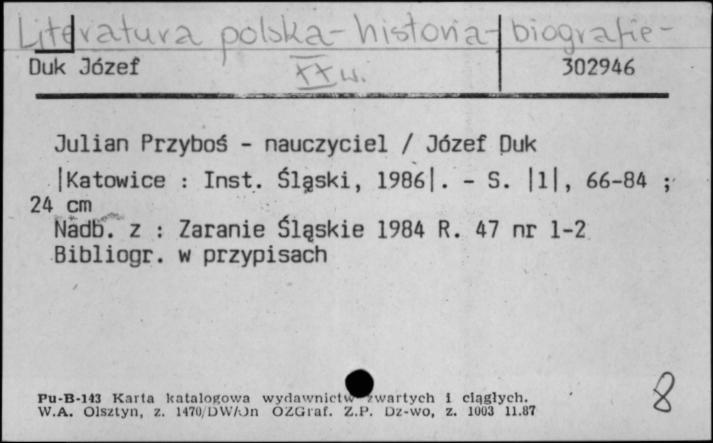 Literatura polska - historia - biografie -
XX w.
Duk Józef 302946
Julian Przyboś - nauczyciel / Józef Duk
|Katowice : Inst. Śląski, 1986|. - S. |1|, 66-84 ;
24 cm
Nadb. z : Zaranie Śląskie 1984 R. 47 nr 1-2
Bibliogr. w przypisach
Pu-B-143 Karta katalogowa wydawnictw zwartych i ciągłych.
W.A. Olsztyn, z. 1470/DW/On OZGraf. Z.P. Dz-wo, z. 1003 11.87
8